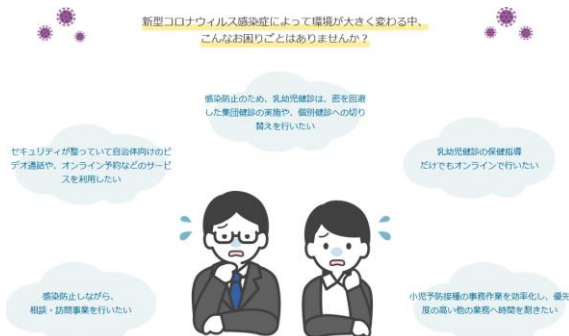 新型コロナウィルス感染症によって環境が大きく変わる中、
こんなお困りごとはありませんか？
感染防止のため、乳幼児健診は、密を回避
した集団健診の実施や、個別健診への切り
替えを行いたい
セキュリティが整っていて自治体向けのビ
デオ通話や、オンライン予約などのサービ
スを利用したい
乳幼児健診の保健指導
だけでもオンラインで行いたい
感染防止しながら、
相談・訪問事業を行いたい
小児予防接種の事務作業を効率化し、優先
度の高い他の業務へ時間を割きたい